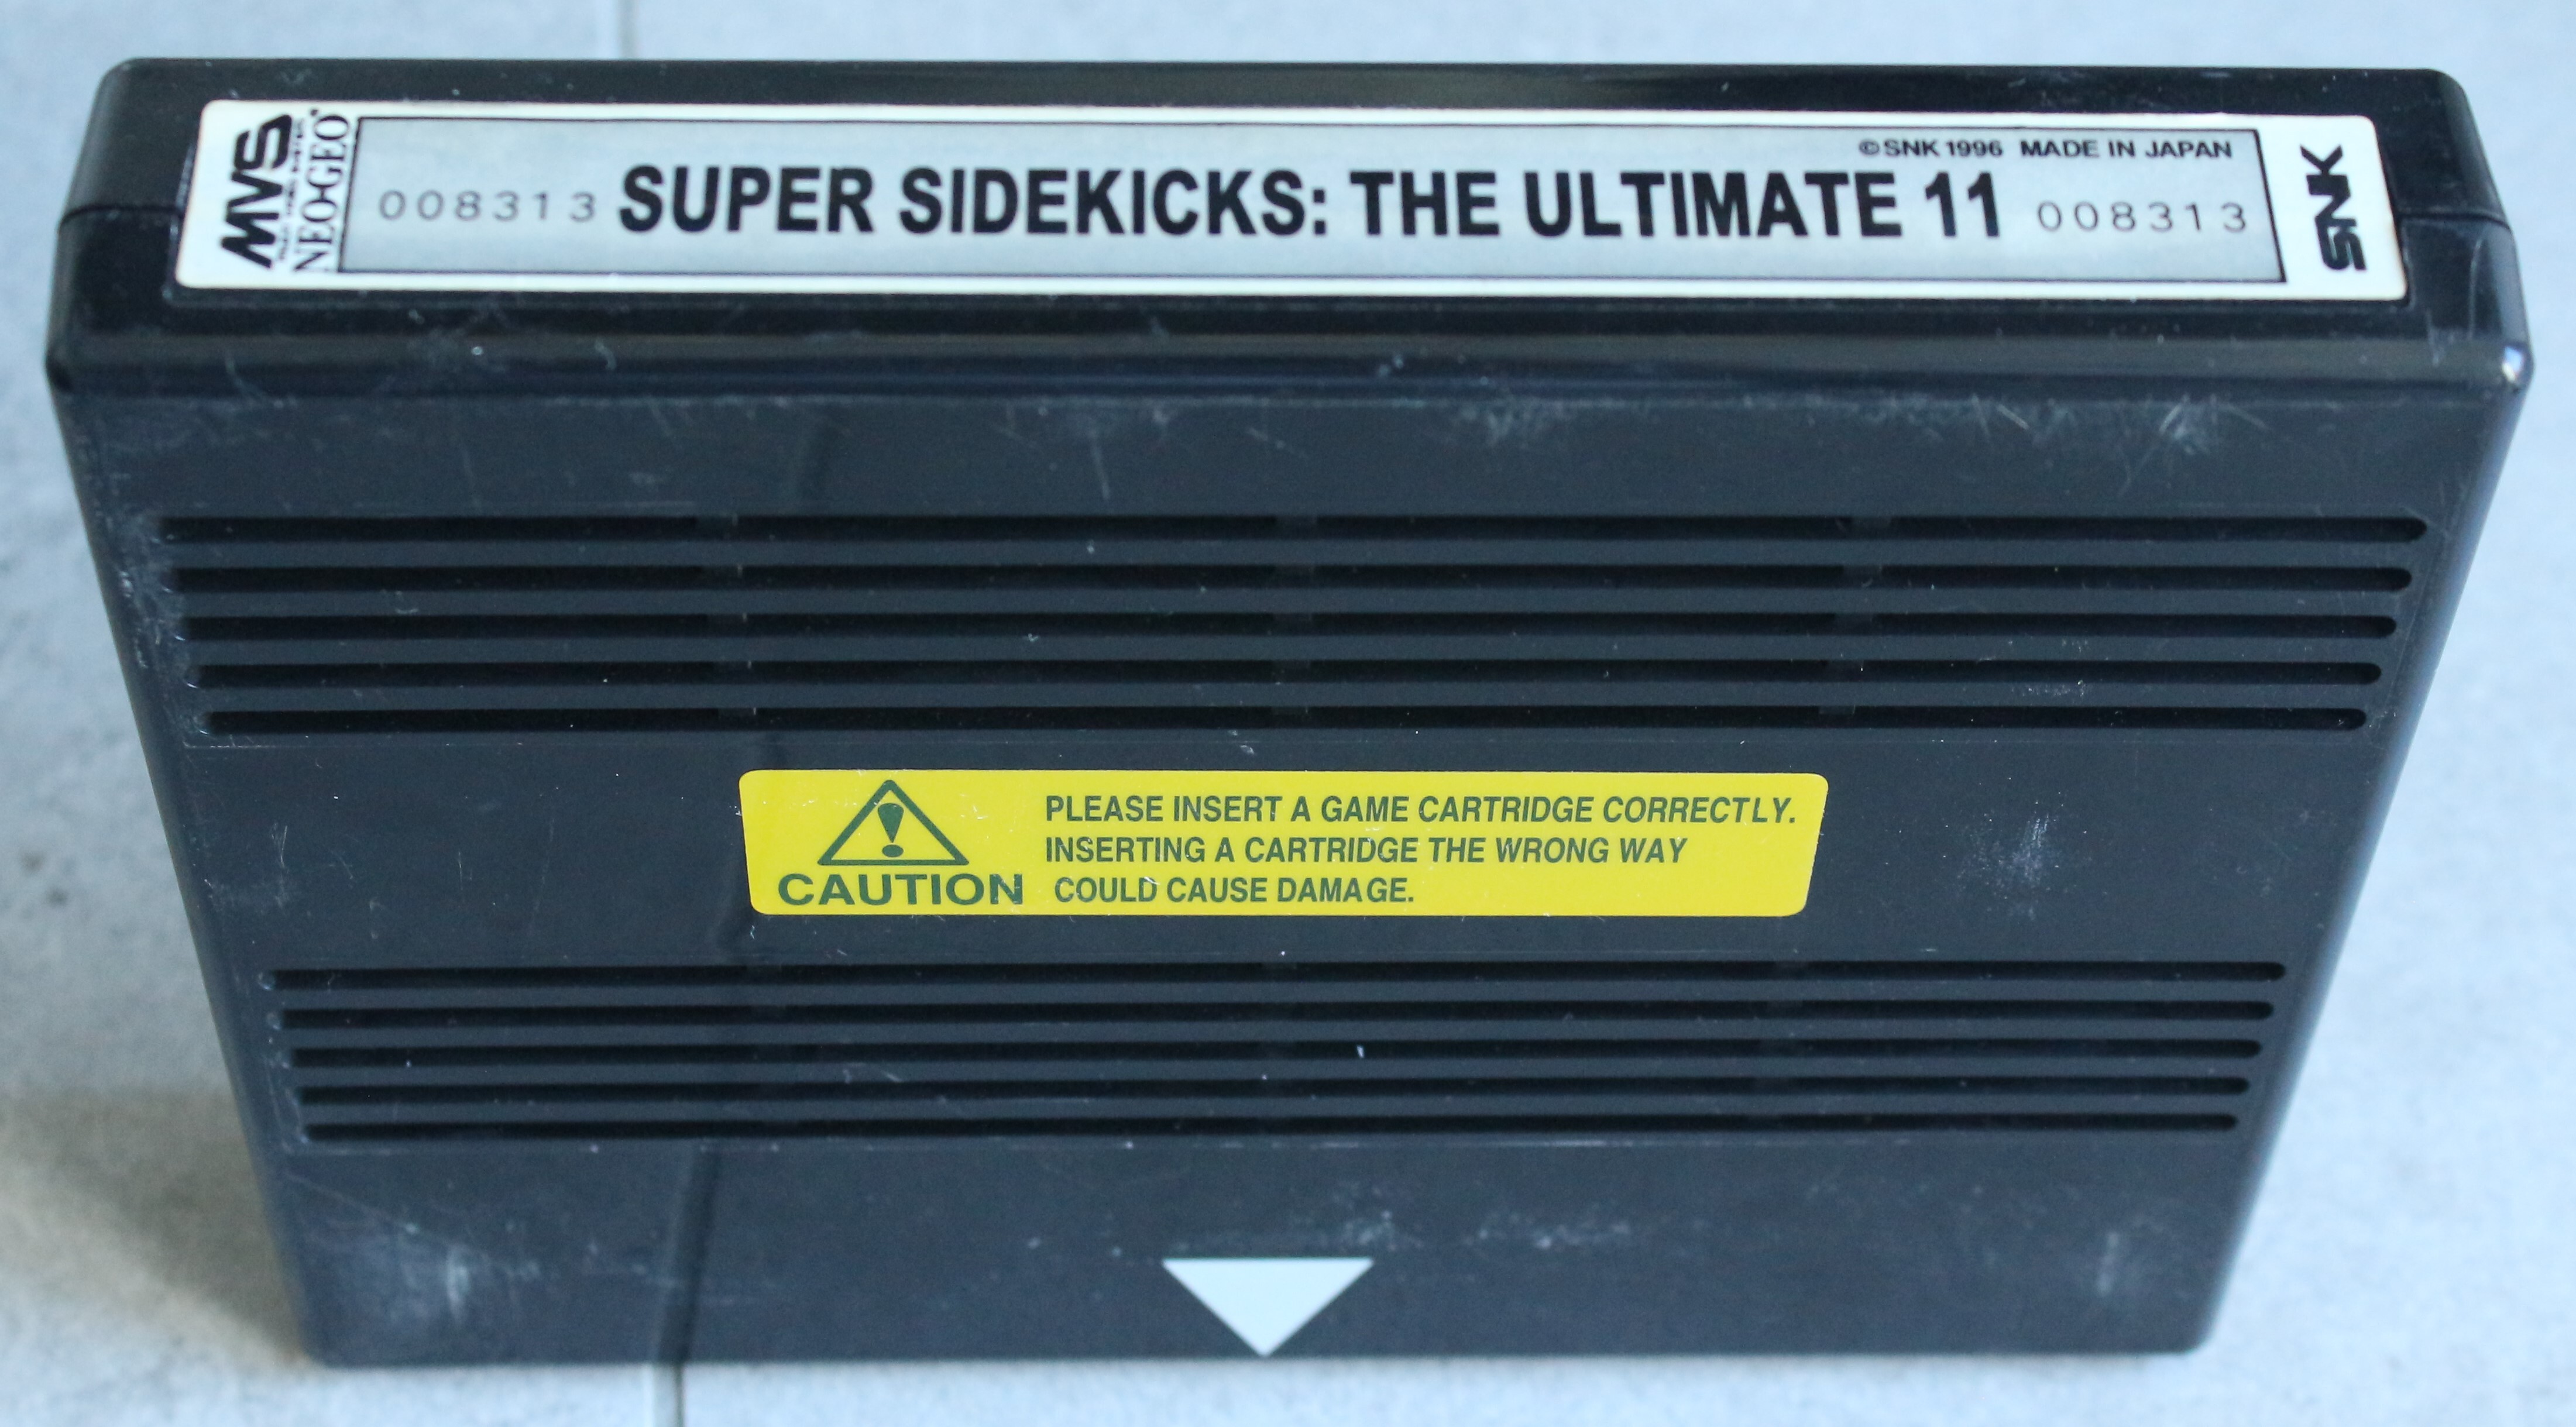 MVS
NEO-GEO
©SNK 1996 MADE IN JAPAN
008313 SUPER SIDEKICKS: THE ULTIMATE 11 008313
SNK
PLEASE INSERT A GAME CARTRIDGE CORRECTLY.
INSERTING A CARTRIDGE THE WRONG WAY
CAUTION COULD CAUSE DAMAGE.